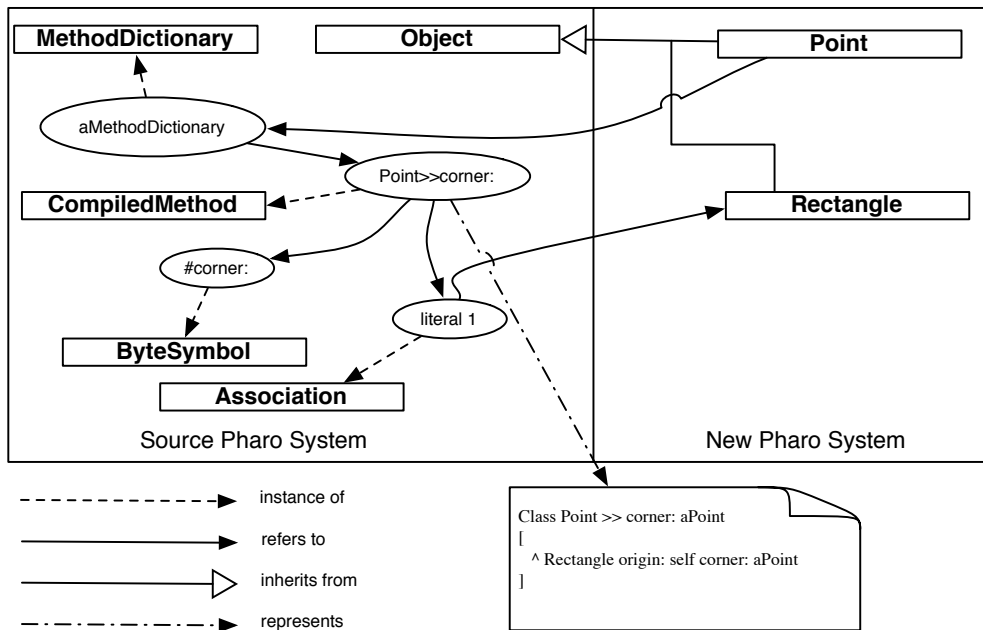 MethodDictionary
Object
Point
aMethodDictionary
Point>>corner:
CompiledMethod
Rectangle
#corner:
literal 1
ByteSymbol
Association
Source Pharo System
New Pharo System
instance of
refers to
inherits from
represents
Class Point >> corner: aPoint
[
^ Rectangle origin: self corner: aPoint
]